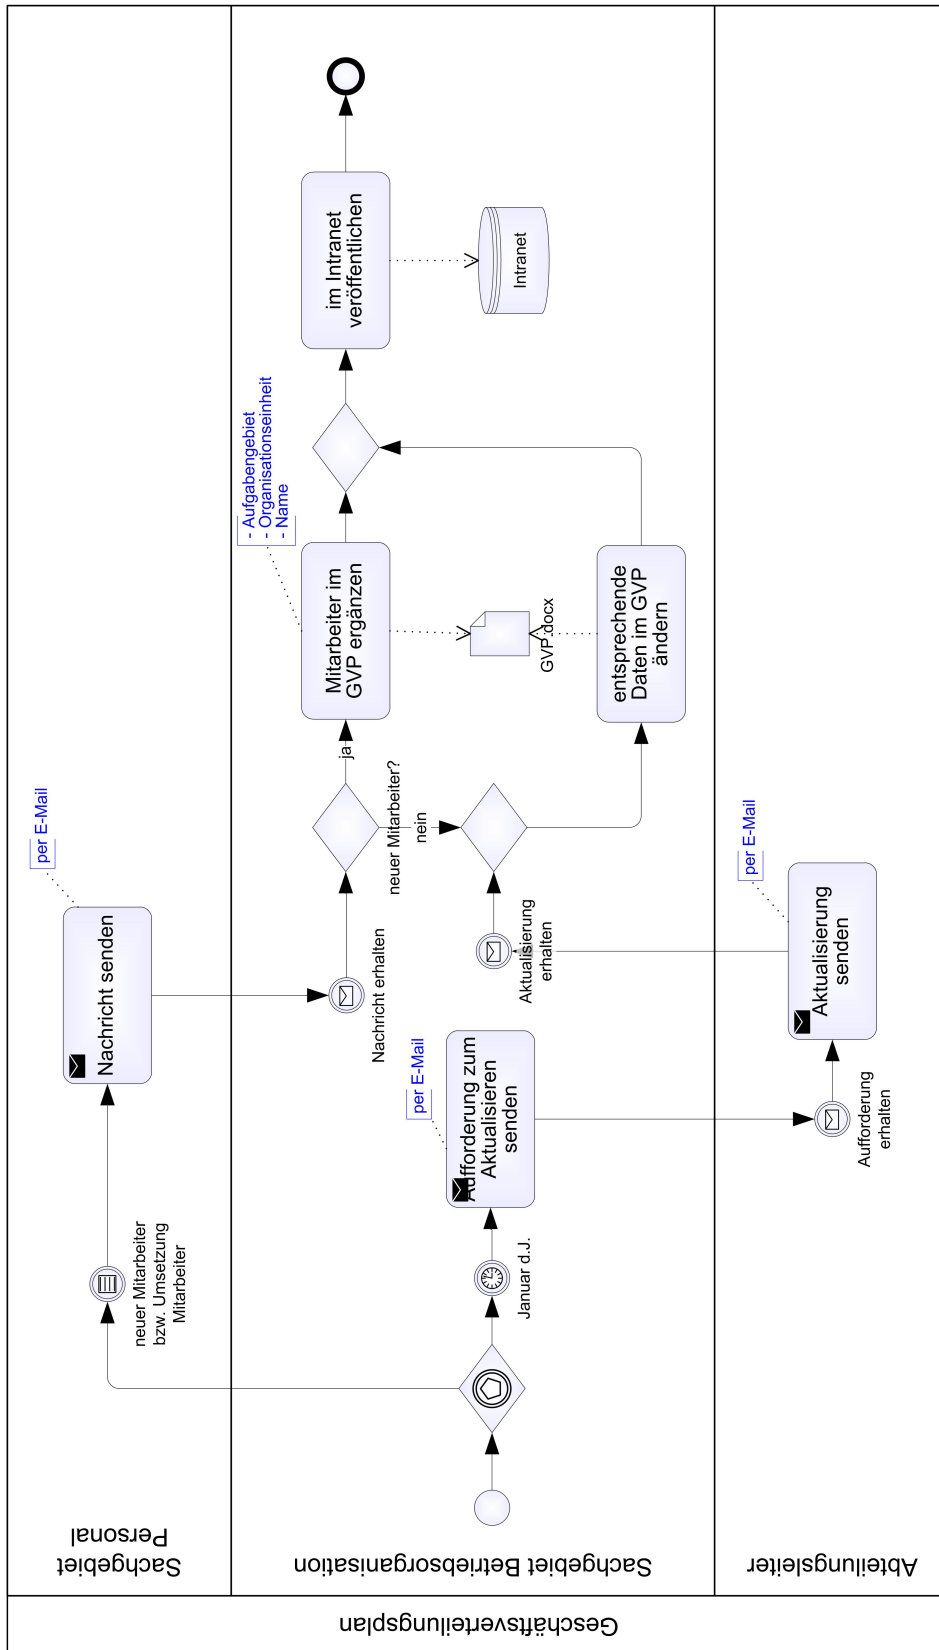 Geschäftsverteilungsplan
Sachgebiet
Personal
neuer Mitarbeiter
bzw. Umsetzung
Mitarbeiter
Nachricht senden
per E-Mail
Sachgebiet Betriebsorganisation
Januar d.J.
Aufforderung zum
Aktualisieren
senden
per E-Mail
Nachricht erhalten
Aktualisierung
erhalten
neuer Mitarbeiter?
ja
nein
Mitarbeiter im
GVP ergänzen
- Aufgabengebiet
- Organisationseinheit
- Name
GVP.docx
entsprechende
Daten im GVP
ändern
im Intranet
veröffentlichen
Intranet
Abteilungsleiter
Aufforderung
erhalten
Aktualisierung
senden
per E-Mail